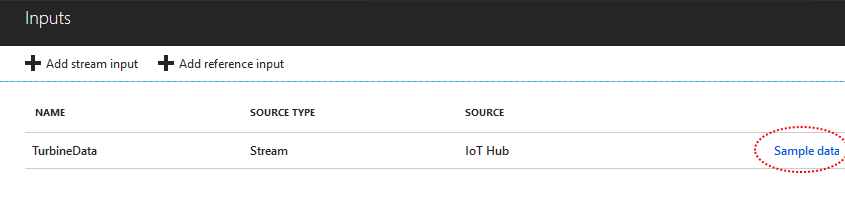 Inputs
Add stream input Add reference input
NAME SOURCE TYPE SOURCE
TurbineData Stream IoT Hub Sample data